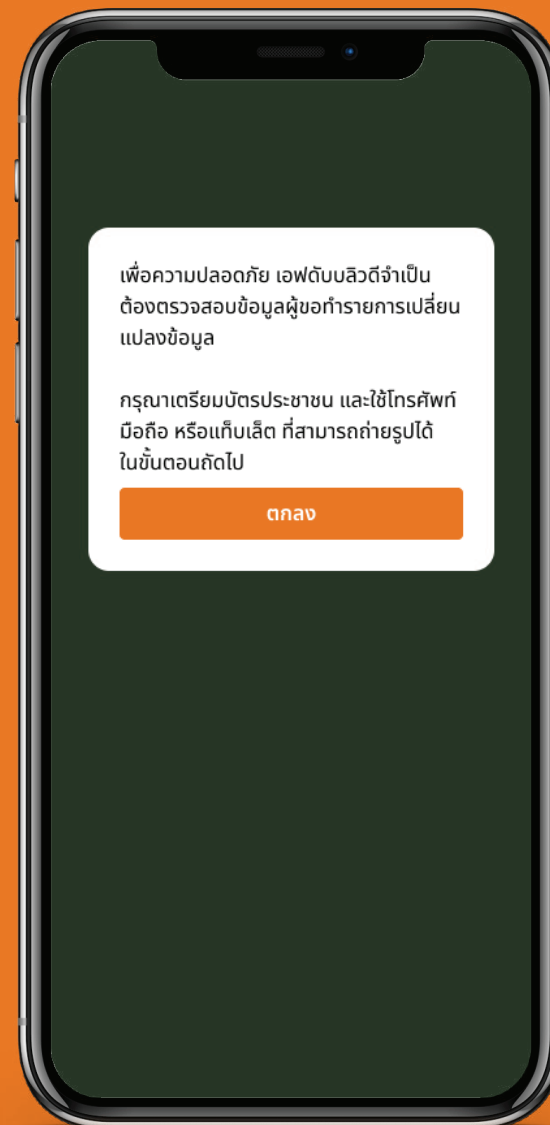 เพื่อความปลอดภัย เอฟดับบลิวดีจำเป็น
ต้องตรวจสอบข้อมูลผู้ขอทำรายการเปลี่ยน
แปลงข้อมูล
กรุณาเตรียมบัตรประชาชน และใช้โทรศัพท์
มือถือ หรือแท็บเล็ต ที่สามารถถ่ายรูปได้
ในขั้นตอนถัดไป
ตกลง